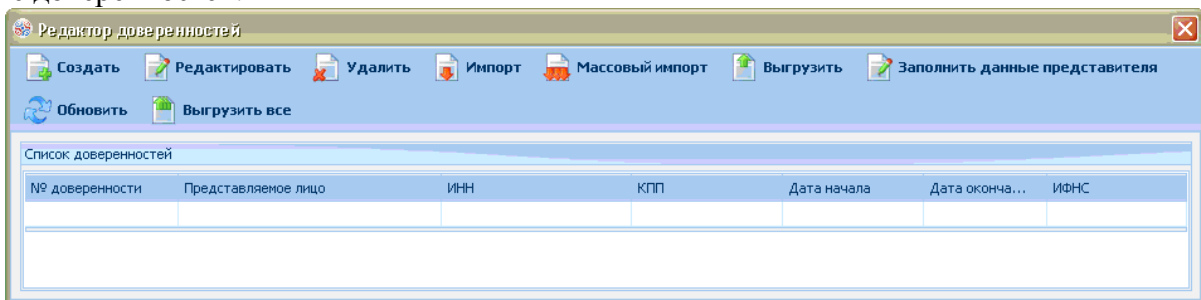 Редактор доверенностей
Создать Редактировать Удалить Импорт Массовый импорт Выгрузить Заполнить данные представителя
Обновить Выгрузить все
Список доверенностей
№ доверенности Представляемое лицо ИНН КПП Дата начала Дата оконча... ИФНС